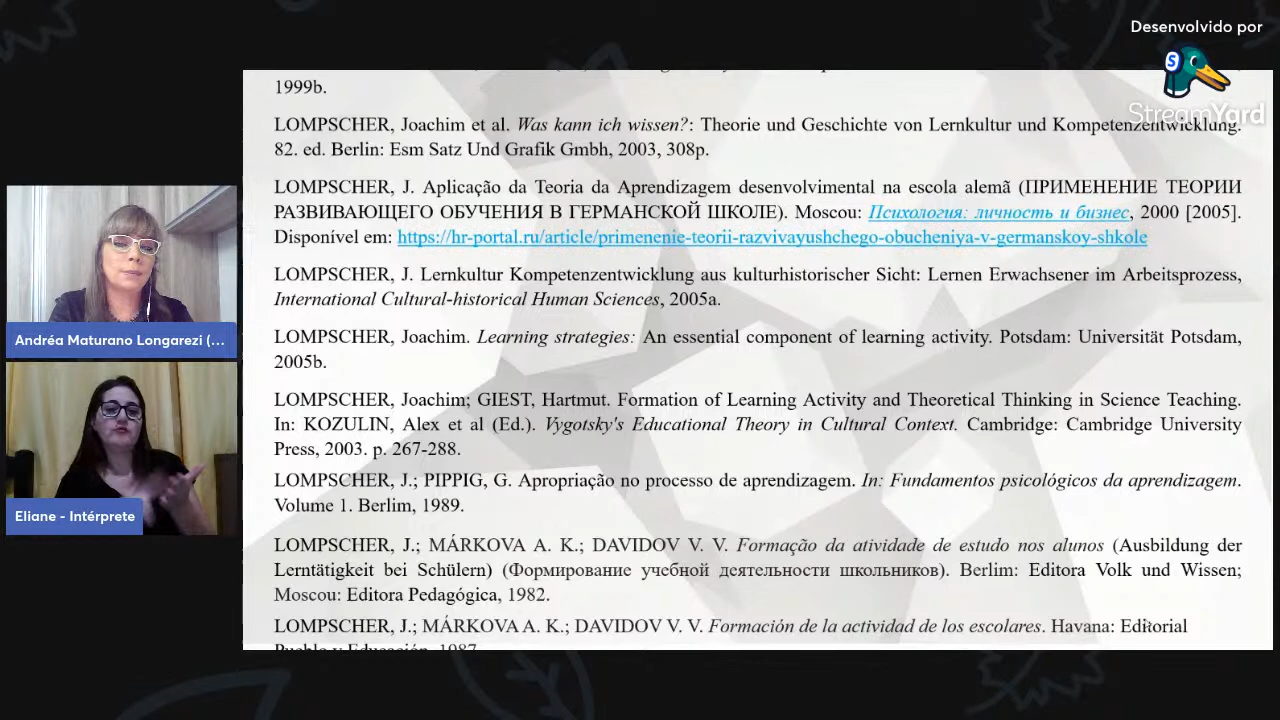 Desenvolvido por
StreamYard
1999b.
LOMPSCHER, Joachim et al. Was kann ich wissen?: Theorie und Geschichte von Lernkultur und Kompetenzentwicklung.
82. ed. Berlin: Esm Satz Und Grafik Gmbh, 2003, 308p.
LOMPSCHER, J. Aplicação da Teoria da Aprendizagem desenvolvimental na escola alemã (ПРИМЕНЕНИЕ ТЕОРИИ
РАЗВИВАЮЩЕГО ОБУЧЕНИЯ В ГЕРМАНСКОЙ ШКОЛЕ). Moscou: Психология: личность и бизнес, 2000 [2005].
Disponível em: https://hr-portal.ru/article/primenenie-teorii-razvivayushchego-obucheniya-v-germanskoy-shkole
LOMPSCHER, J. Lernkultur Kompetenzentwicklung aus kulturhistorischer Sicht: Lernen Erwachsener im Arbeitsprozess,
International Cultural-historical Human Sciences, 2005a.
LOMPSCHER, Joachim. Learning strategies: An essential component of learning activity. Potsdam: Universität Potsdam,
2005b.
LOMPSCHER, Joachim; GIEST, Hartmut. Formation of Learning Activity and Theoretical Thinking in Science Teaching.
In: KOZULIN, Alex et al (Ed.). Vygotsky's Educational Theory in Cultural Context. Cambridge: Cambridge University
Press, 2003. p. 267-288.
LOMPSCHER, J.; PIPPIG, G. Apropriação no processo de aprendizagem. In: Fundamentos psicológicos da aprendizagem.
Volume 1. Berlim, 1989.
LOMPSCHER, J.; MÁRKOVA A. K.; DAVIDOV V. V. Formação da atividade de estudo nos alunos (Ausbildung der
Lerntätigkeit bei Schülern) (Формирование учебной деятельности школьников). Berlim: Editora Volk und Wissen;
Moscou: Editora Pedagógica, 1982.
LOMPSCHER, J.; MÁRKOVA A. K.; DAVIDOV V. V. Formación de la actividad de los escolares. Havana: Editorial
Pueblo y Educación, 1987.
Andréa Maturano Longarezi (...
Eliane - Intérprete